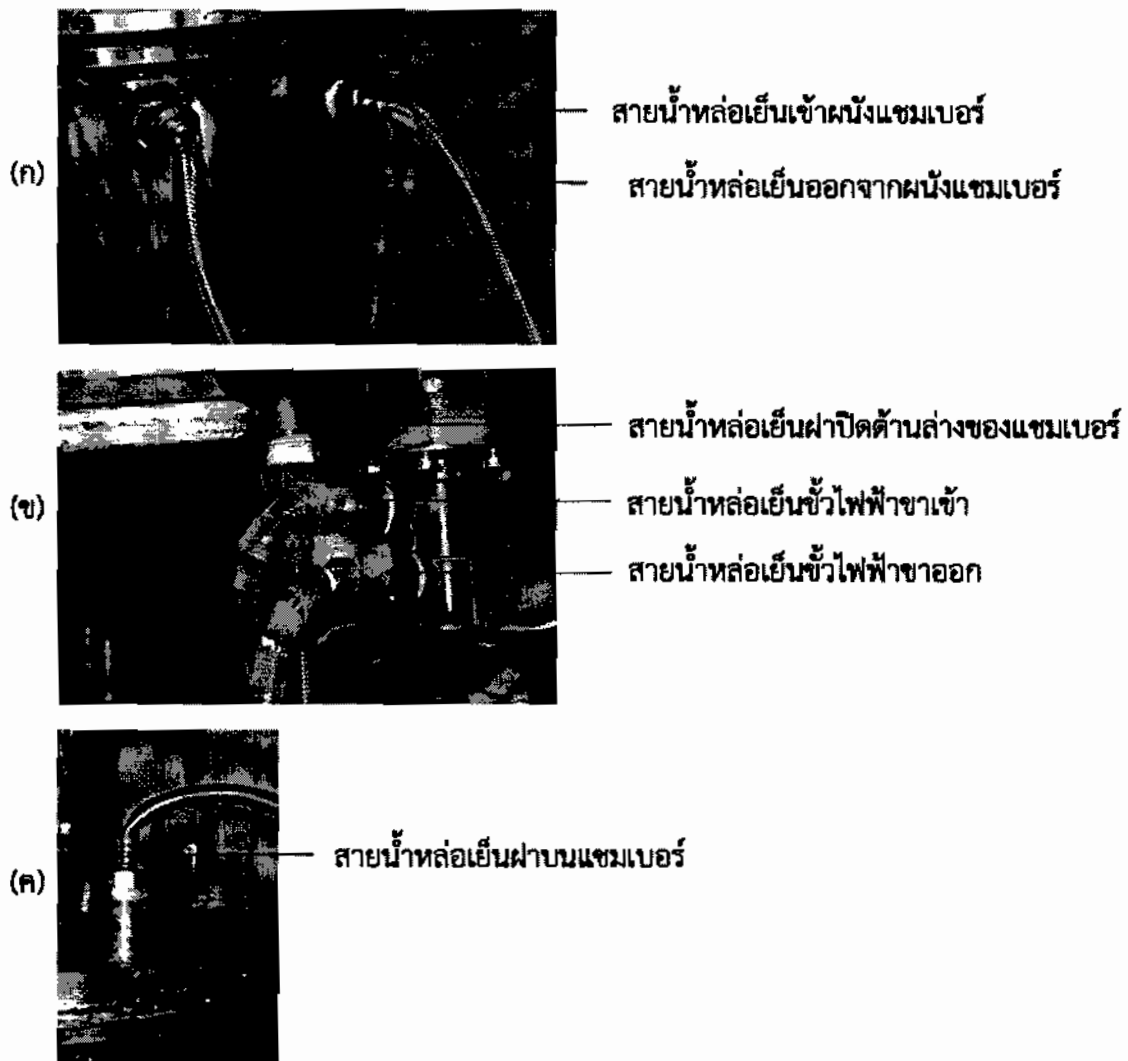 สายน้ำหล่อเย็นเข้าผนังแชมเบอร์
(ก)
สายน้ำหล่อเย็นออกจากผนังแชมเบอร์
สายน้ำหล่อเย็นฝาปิดด้านล่างของแชมเบอร์
(ข)
สายน้ำหล่อเย็นขั้วไฟฟ้าขาเข้า
สายน้ำหล่อเย็นขั้วไฟฟ้าขาออก
สายน้ำหล่อเย็นฝาบนแชมเบอร์
(ค)